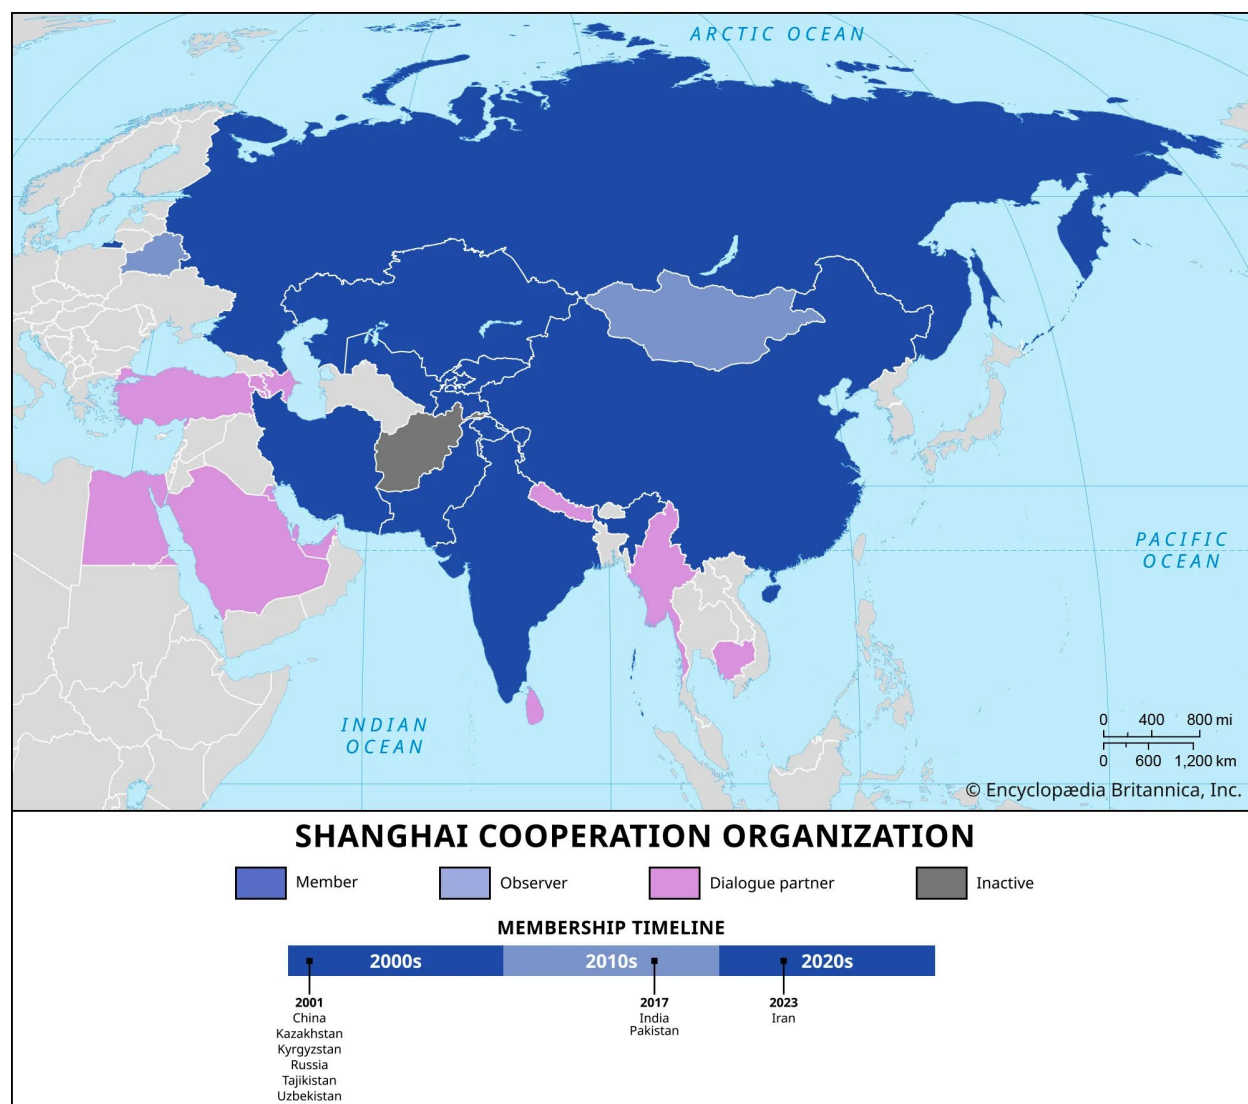 ARCTIC OCEAN
PACIFIC
OCEAN
INDIAN
OCEAN
0 400 800 mi
0 600 1,200 km
© Encyclopædia Britannica, Inc.
SHANGHAI COOPERATION ORGANIZATION
Member Observer Dialogue partner Inactive
MEMBERSHIP TIMELINE
2000s 2010s 2020s
2001
China
Kazakhstan
Kyrgyzstan
Russia
Tajikistan
Uzbekistan
2017
India
Pakistan
2023
Iran